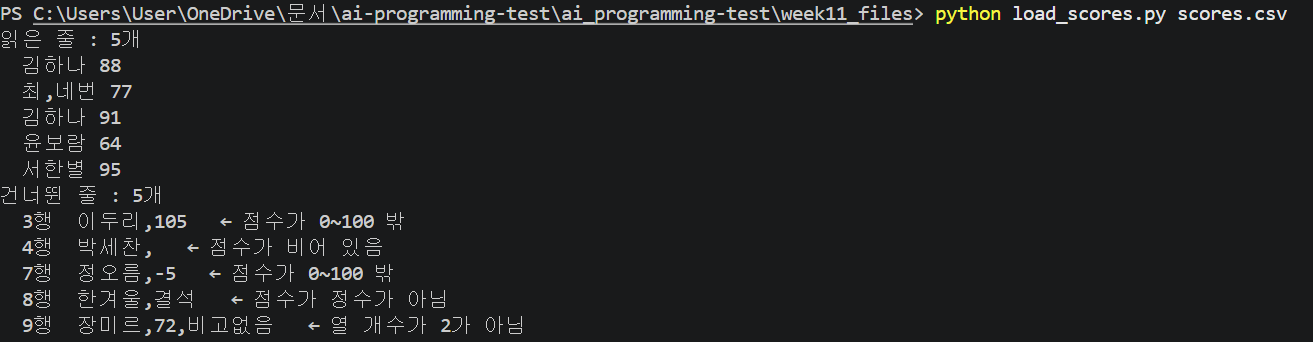 PS C:\Users\User\OneDrive\문서\ai-programming-test\ai_programming-test\week11_files> python load_scores.py scores.csv
읽은 줄 : 5개
  김하나 88
  최,네번 77
  김하나 91
  윤보람 64
  서한별 95
건너뛴 줄 : 5개
  3행  이두리,105   ← 점수가 0~100 밖
  4행  박세찬,   ← 점수가 비어 있음
  7행  정오름,-5   ← 점수가 0~100 밖
  8행  한겨울,결석   ← 점수가 정수가 아님
  9행  장미르,72,비고없음   ← 열 개수가 2가 아님